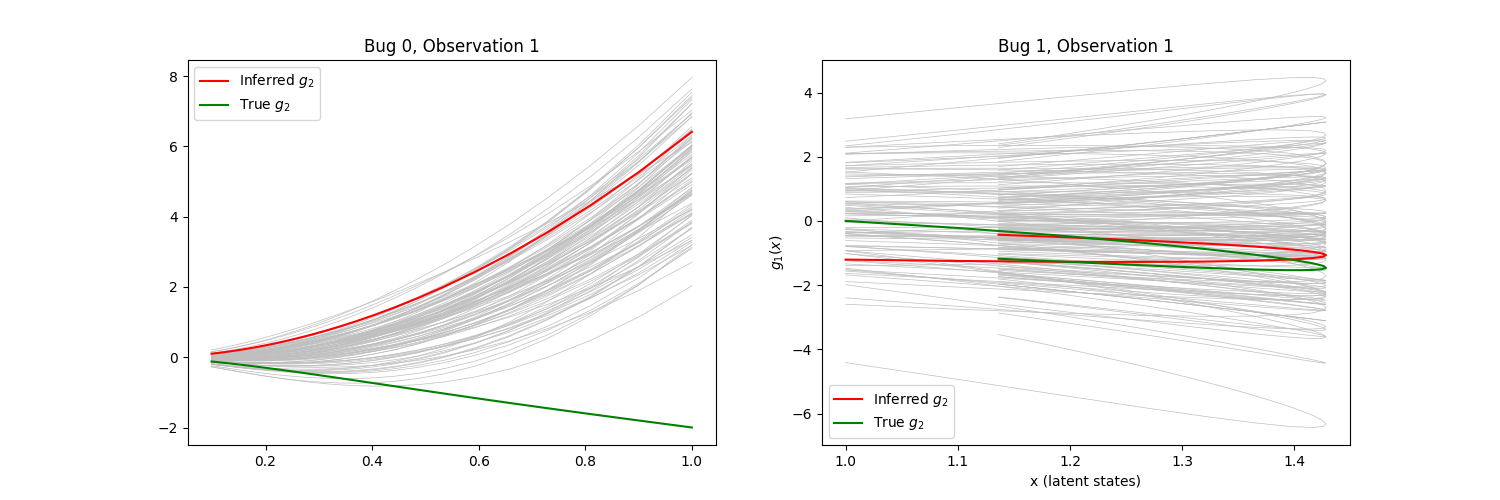 Bug 0, Observation 1
Inferred g₂
True g₂
8
6
4
2
0
−2
0.2
0.4
0.6
0.8
1.0
Bug 1, Observation 1
g₁(x)
4
2
0
−2
−4
−6
Inferred g₂
True g₂
1.0
1.1
1.2
1.3
1.4
x (latent states)